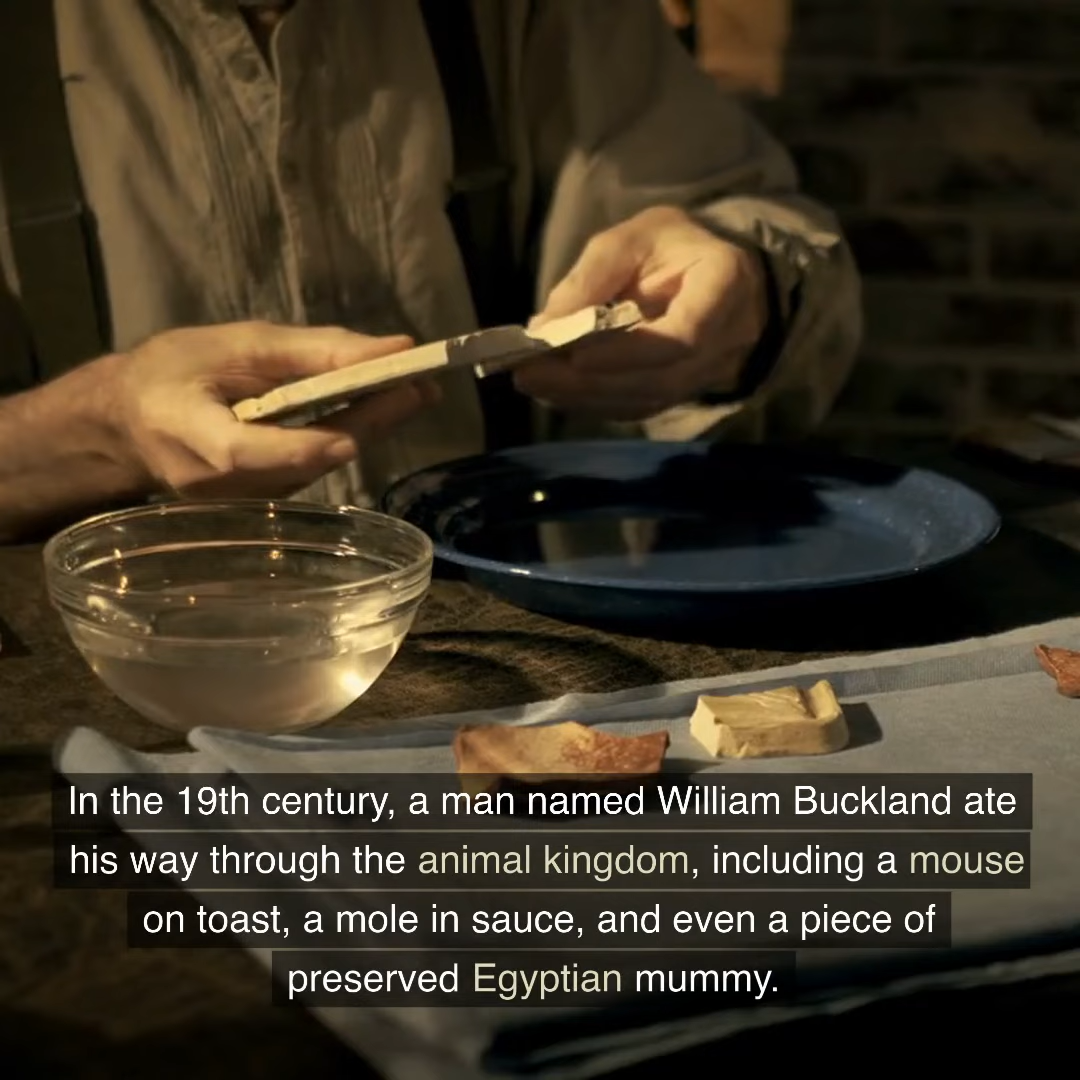 In the 19th century, a man named William Buckland ate
his way through the animal kingdom, including a mouse
on toast, a mole in sauce, and even a piece of
preserved Egyptian mummy.